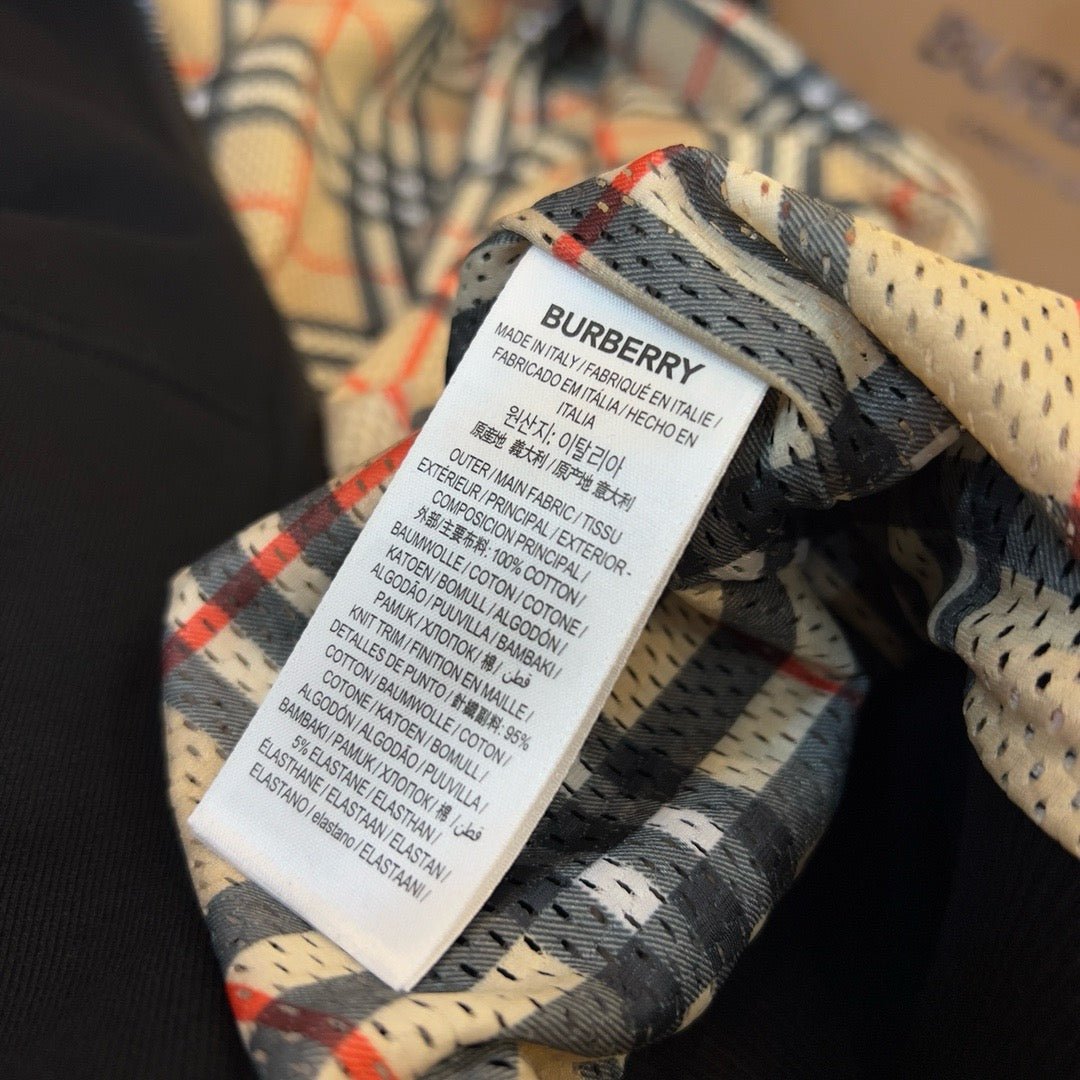 BURBERRY
MADE IN ITALY / FABRIQUÉ EN ITALIE /
FABRICADO EM ITÁLIA / HECHO EN
ITALIA
원산지: 이탈리아
原産地 義大利 / 原产地 意大利
OUTER / MAIN FABRIC / TISSU
EXTÉRIEUR / PRINCIPAL / EXTERIOR -
COMPOSICION PRINCIPAL /
外部/主要布料: 100% COTTON /
BAUMWOLLE / COTON / COTONE /
KATOEN / BOMULL / ALGODÓN /
ALGODÃO / PUUVILLA / BAMBAKI /
PAMUK / ХЛОПОК / 棉 / قطن
KNIT TRIM / FINITION EN MAILLE /
DETALLES DE PUNTO / 針織副料: 95%
COTTON / BAUMWOLLE / COTON /
COTONE / KATOEN / BOMULL /
ALGODÓN / ALGODÃO / PUUVILLA /
BAMBAKI / PAMUK / ХЛОПОК / 棉 / قطن
5% ELASTANE / ELASTHAN /
ÉLASTHANE / ELASTAAN / ELASTAN /
ELASTANO / elastano / ELASTAANI /